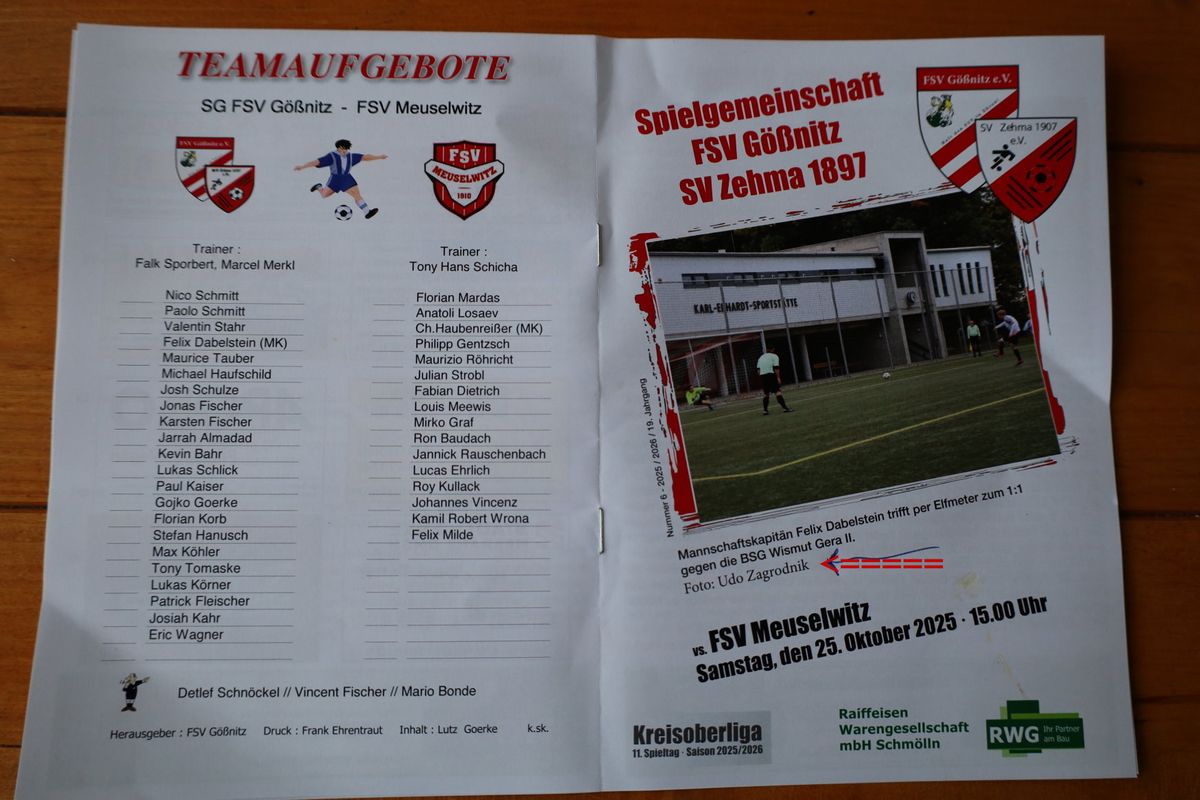 TEAMAUFGEBOTE
SG FSV Gößnitz - FSV Meuselwitz
FSV Gößnitz e.V.
FSV
MEUSELWITZ
1910
Trainer :
Falk Sporbert, Marcel Merkl
Nico Schmitt
Paolo Schmitt
Valentin Stahr
Felix Dabelstein (MK)
Maurice Tauber
Michael Haufschild
Josh Schulze
Jonas Fischer
Karsten Fischer
Jarrah Almadad
Kevin Bahr
Lukas Schlick
Paul Kaiser
Gojko Goerke
Florian Korb
Stefan Hanusch
Max Köhler
Tony Tomaske
Lukas Körner
Patrick Fleischer
Josiah Kahr
Eric Wagner
Trainer :
Tony Hans Schicha
Florian Mardas
Anatoli Losaev
Ch.Haubenreißer (MK)
Philipp Gentzsch
Maurizio Röhricht
Julian Strobl
Fabian Dietrich
Louis Meewis
Mirko Graf
Ron Baudach
Jannick Rauschenbach
Lucas Ehrlich
Roy Kullack
Johannes Vincenz
Kamil Robert Wrona
Felix Milde
Detlef Schnöckel // Vincent Fischer // Mario Bonde
Herausgeber : FSV Gößnitz Druck : Frank Ehrentraut Inhalt : Lutz Goerke k.sk.
Spielgemeinschaft
FSV Gößnitz
SV Zehma 1897
FSV Gößnitz e.V.
SV Zehma 1907
e.V.
KARL-EHHARDT-SPORTSTÄTTE
Nummer 6 - 2025 / 2026 / 19. Jahrgang
Mannschaftskapitän Felix Dabelstein trifft per Elfmeter zum 1:1
gegen die BSG Wismut Gera II.
Foto: Udo Zagrodnik
vs. FSV Meuselwitz
Samstag, den 25. Oktober 2025 · 15.00 Uhr
Kreisoberliga
11. Spieltag · Saison 2025/2026
Raiffeisen
Warengesellschaft
mbH Schmölln
RWG Ihr Partner
am Bau